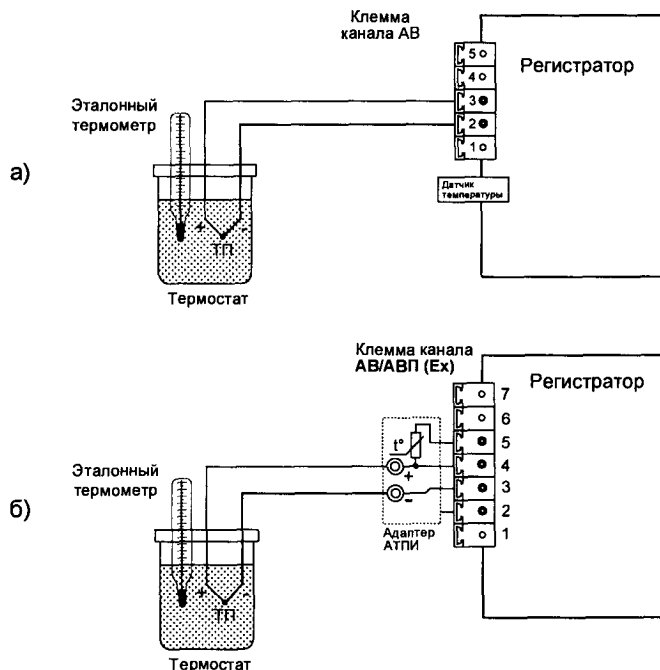 Клемма
канала АВ
Регистратор
5
4
3
2
1
Эталонный
термометр
а)
Датчик
температуры
+
-
ТП
Термостат
Клемма канала
АВ/АВП (Ex)
Регистратор
7
6
5
4
3
2
1
t°
+
-
Адаптер
АТПИ
Эталонный
термометр
б)
+
-
ТП
Термостат